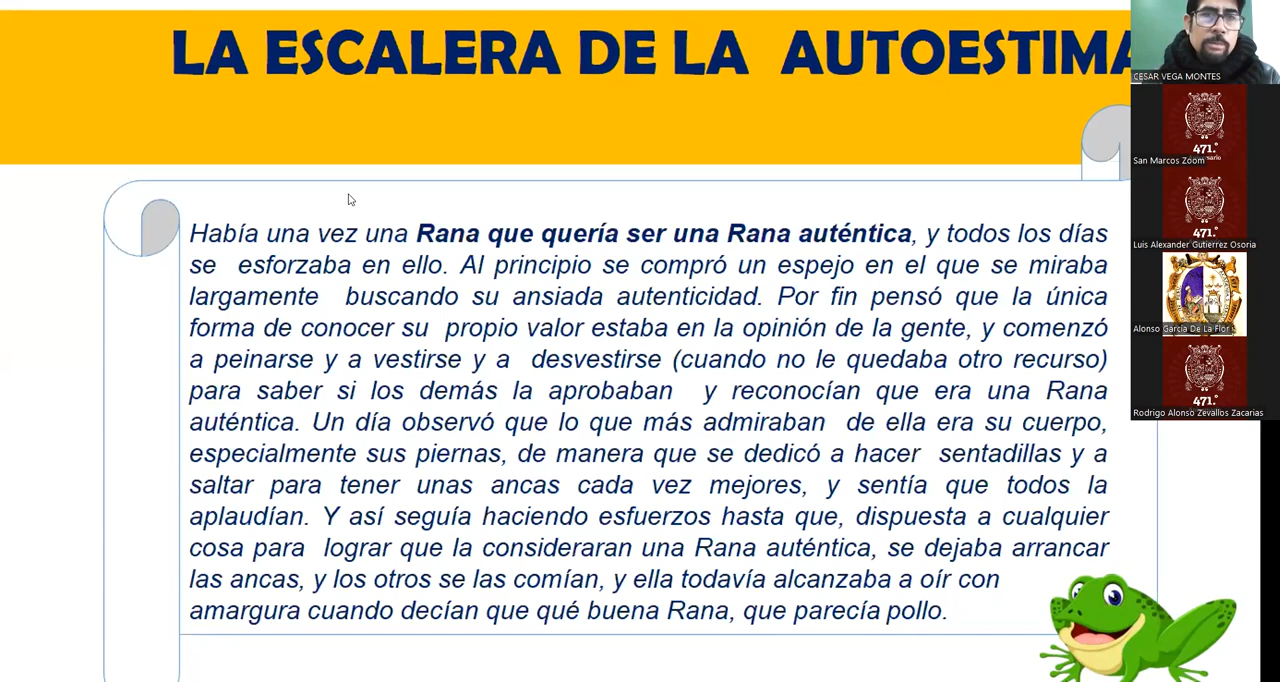 LA ESCALERA DE LA AUTOESTIMA
Había una vez una Rana que quería ser una Rana auténtica, y todos los días
se esforzaba en ello. Al principio se compró un espejo en el que se miraba
largamente buscando su ansiada autenticidad. Por fin pensó que la única
forma de conocer su propio valor estaba en la opinión de la gente, y comenzó
a peinarse y a vestirse y a desvestirse (cuando no le quedaba otro recurso)
para saber si los demás la aprobaban y reconocían que era una Rana
auténtica. Un día observó que lo que más admiraban de ella era su cuerpo,
especialmente sus piernas, de manera que se dedicó a hacer sentadillas y a
saltar para tener unas ancas cada vez mejores, y sentía que todos la
aplaudían. Y así seguía haciendo esfuerzos hasta que, dispuesta a cualquier
cosa para lograr que la consideraran una Rana auténtica, se dejaba arrancar
las ancas, y los otros se las comían, y ella todavía alcanzaba a oír con
amargura cuando decían que qué buena Rana, que parecía pollo.
CESAR VEGA MONTES
471.°
San Marcos Zoom
471.°
Luis Alexander Gutierrez Osoria
Alonso García De La Flor
471.°
Rodrigo Alonso Zevallos Zacarias